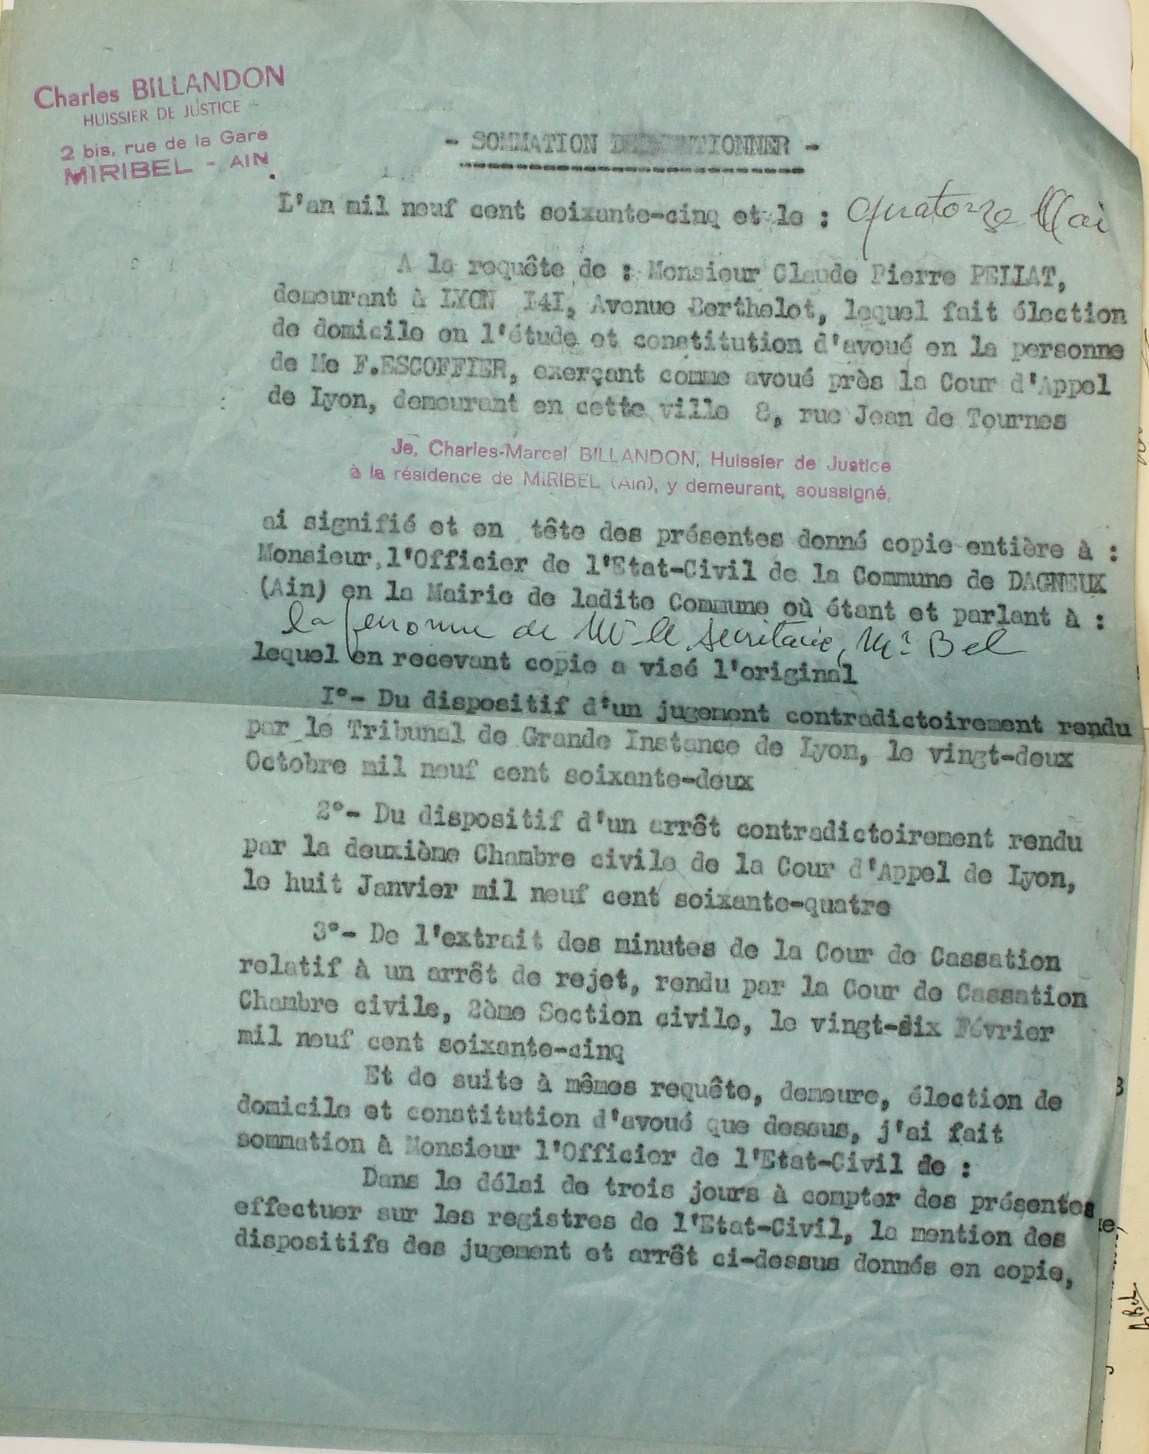 Charles BILLANDON
HUISSIER DE JUSTICE
2 bis, rue de la Gare
MIRIBEL - AIN
- SOMMATION DE MENTIONNER -
L'an mil neuf cent soixante-cinq et le : quatorze Mai
A la requête de : Monsieur Claude Pierre PELLAT,
demeurant à LYON I4I, Avenue Berthelot, lequel fait élection
de domicile en l'étude et constitution d'avoué en la personne
de Me F.ESCOFFIER, exerçant comme avoué près la Cour d'Appel
de Lyon, demeurant en cette ville 8, rue Jean de Tournes
Je, Charles-Marcel BILLANDON, Huissier de Justice
à la résidence de MIRIBEL (Ain), y demeurant, soussigné,
ai signifié et en tête des présentes donné copie entière à :
Monsieur l'Officier de l'Etat-Civil de la Commune de DAGNEUX
(Ain) en la Mairie de ladite Commune où étant et parlant à :
la personne de Mr le Secrétaire, Mr Bel
lequel en recevant copie a visé l'original
I°- Du dispositif d'un jugement contradictoirement rendu
par le Tribunal de Grande Instance de Lyon, le vingt-deux
Octobre mil neuf cent soixante-deux
2°- Du dispositif d'un arrêt contradictoirement rendu
par la deuxième Chambre civile de la Cour d'Appel de Lyon,
le huit Janvier mil neuf cent soixante-quatre
3°- De l'extrait des minutes de la Cour de Cassation
relatif à un arrêt de rejet, rendu par la Cour de Cassation
Chambre civile, 2ème Section civile, le vingt-six Février
mil neuf cent soixante-cinq
Et de suite à mêmes requête, demeure, élection de
domicile et constitution d'avoué que dessus, j'ai fait
sommation à Monsieur l'Officier de l'Etat-Civil de :
Dans le délai de trois jours à compter des présentes
effectuer sur les registres de l'Etat-Civil, la mention des
dispositifs des jugement et arrêt ci-dessus donnés en copie,